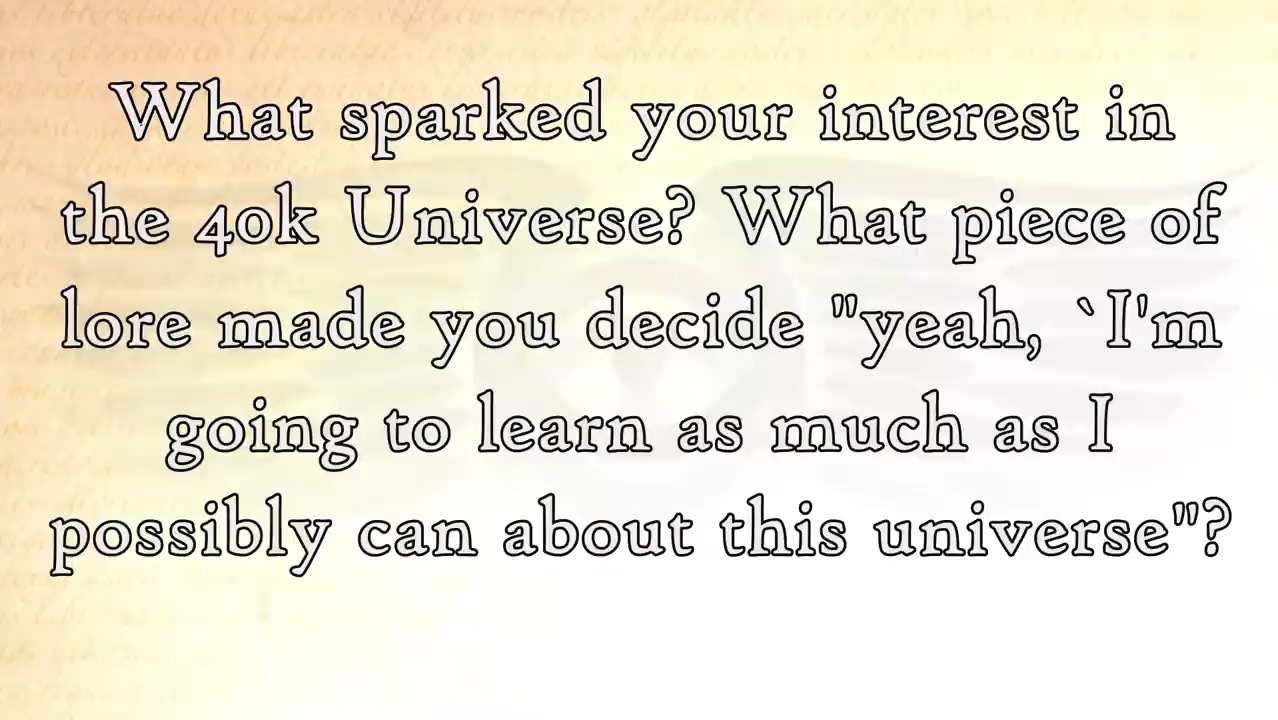 What sparked your interest in
the 40k Universe? What piece of
lore made you decide "yeah, `I'm
going to learn as much as I
possibly can about this universe"?